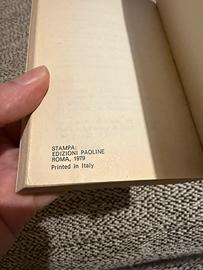 STAMPA:
EDIZIONI PAOLINE
ROMA, 1979
Printed in Italy